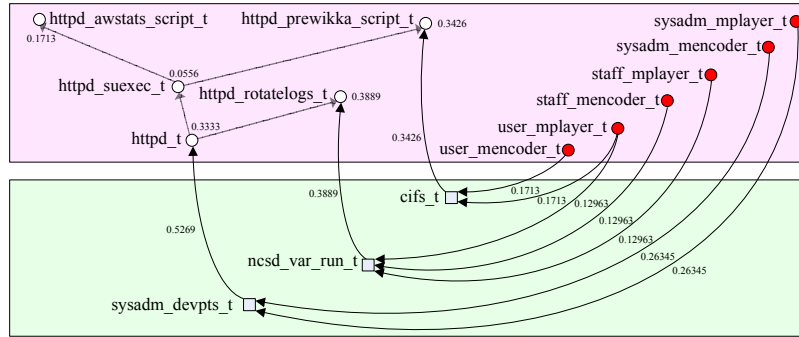 httpd_awstats_script_t
0.1713
httpd_prewikka_script_t
0.3426
sysadm_mplayer_t
sysadm_mencoder_t
httpd_suexec_t
0.0556
staff_mplayer_t
httpd_rotatelogs_t
0.3889
staff_mencoder_t
httpd_t
0.3333
user_mplayer_t
user_mencoder_t
0.3426
0.3889
cifs_t
0.1713
0.1713
0.12963
0.12963
0.12963
0.5269
0.26345
0.26345
ncsd_var_run_t
sysadm_devpts_t